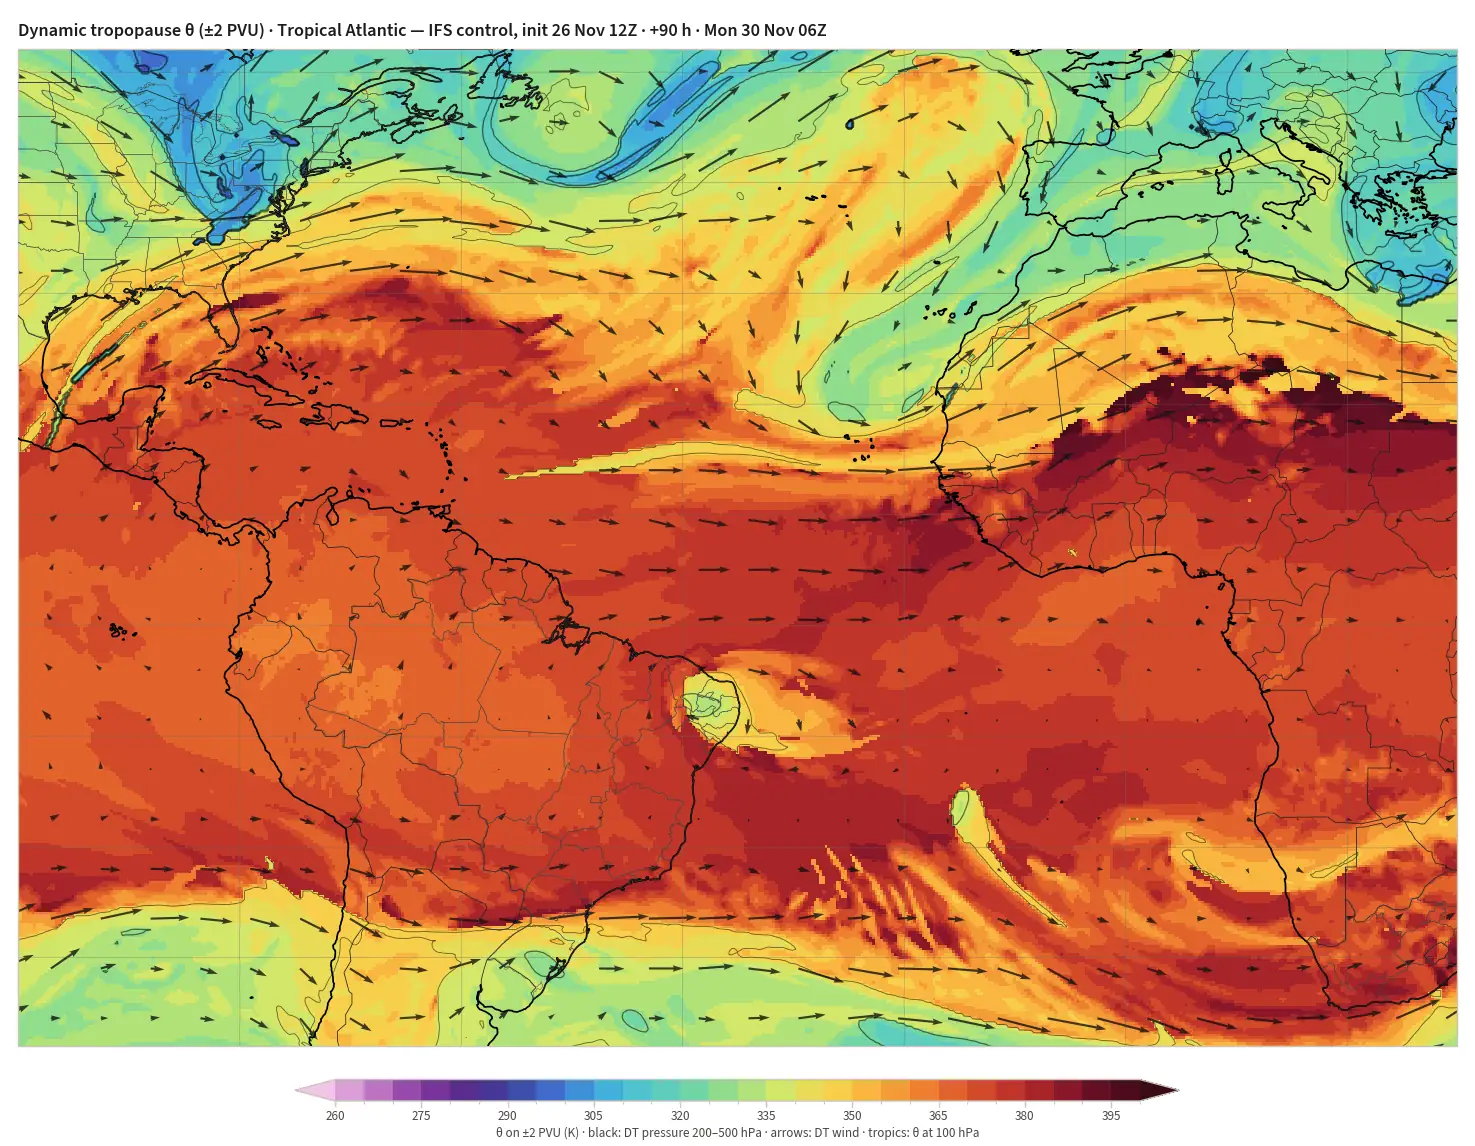 Dynamic tropopause θ (±2 PVU) · Tropical Atlantic — IFS control, init 26 Nov 12Z · +90 h · Mon 30 Nov 06Z
260 275 290 305 320 335 350 365 380 395
θ on ±2 PVU (K) · black: DT pressure 200–500 hPa · arrows: DT wind · tropics: θ at 100 hPa